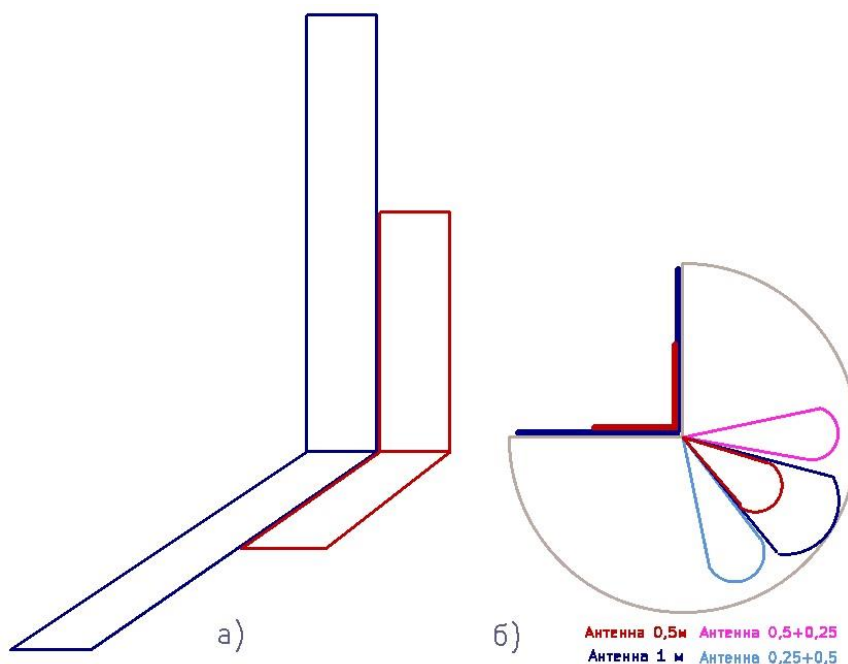 а)
б)
Антенна 0,5м Антенна 0,5+0,25
Антенна 1 м Антенна 0,25+0,5